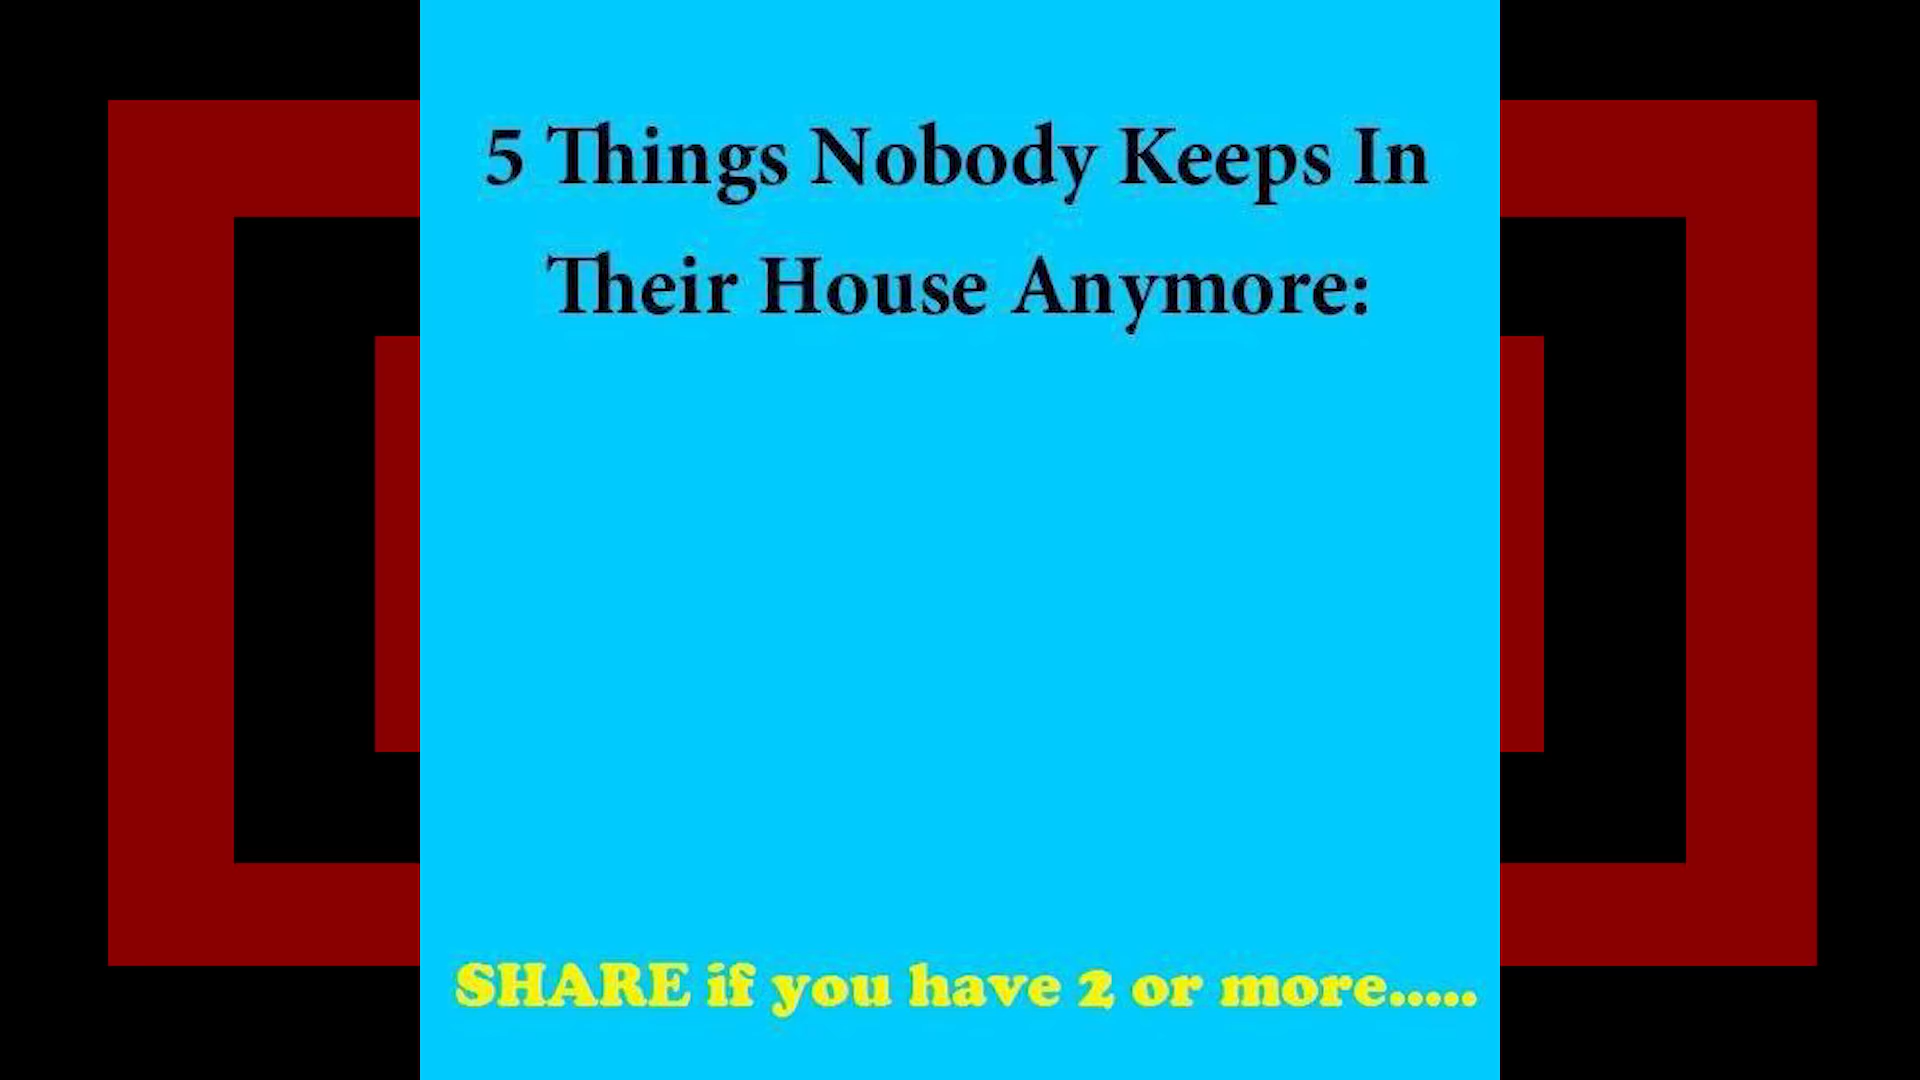 5 Things Nobody Keeps In
Their House Anymore:
SHARE if you have 2 or more.....